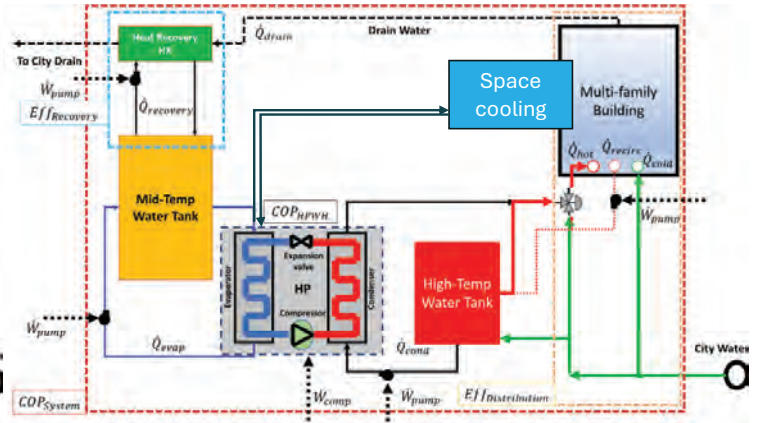 Heat Recovery
HX
Q̇drain
Drain Water
To City Drain
Ẇpump
Q̇recovery
EffRecovery
Space
cooling
Multi-family
Building
Q̇hot
Q̇recirc
Q̇cold
Mid-Temp
Water Tank
COPHPWH
Ẇpump
Expansion
valve
Evaporator
HP
Condenser
Compressor
High-Temp
Water Tank
Ẇpump
Q̇evap
Q̇cond
City Water
COPSystem
Ẇcomp
Ẇpump
EffDistribution